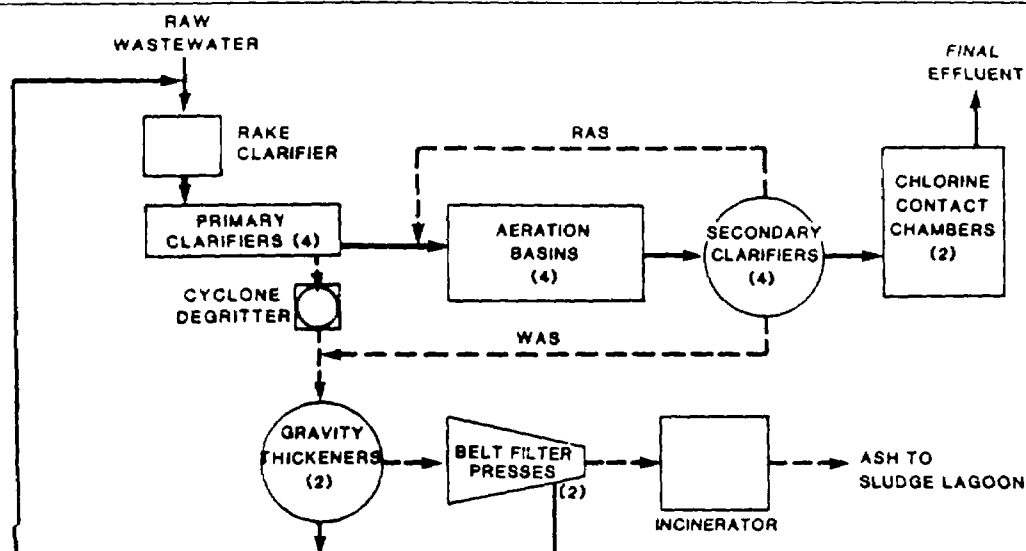 RAW
WASTEWATER
FINAL
EFFLUENT
RAKE
CLARIFIER
RAS
PRIMARY
CLARIFIERS (4)
AERATION
BASINS
(4)
SECONDARY
CLARIFIERS
(4)
CHLORINE
CONTACT
CHAMBERS
(2)
CYCLONE
DEGRITTER
WAS
GRAVITY
THICKENERS
(2)
BELT FILTER
PRESSES
(2)
INCINERATOR
ASH TO
SLUDGE LAGOON